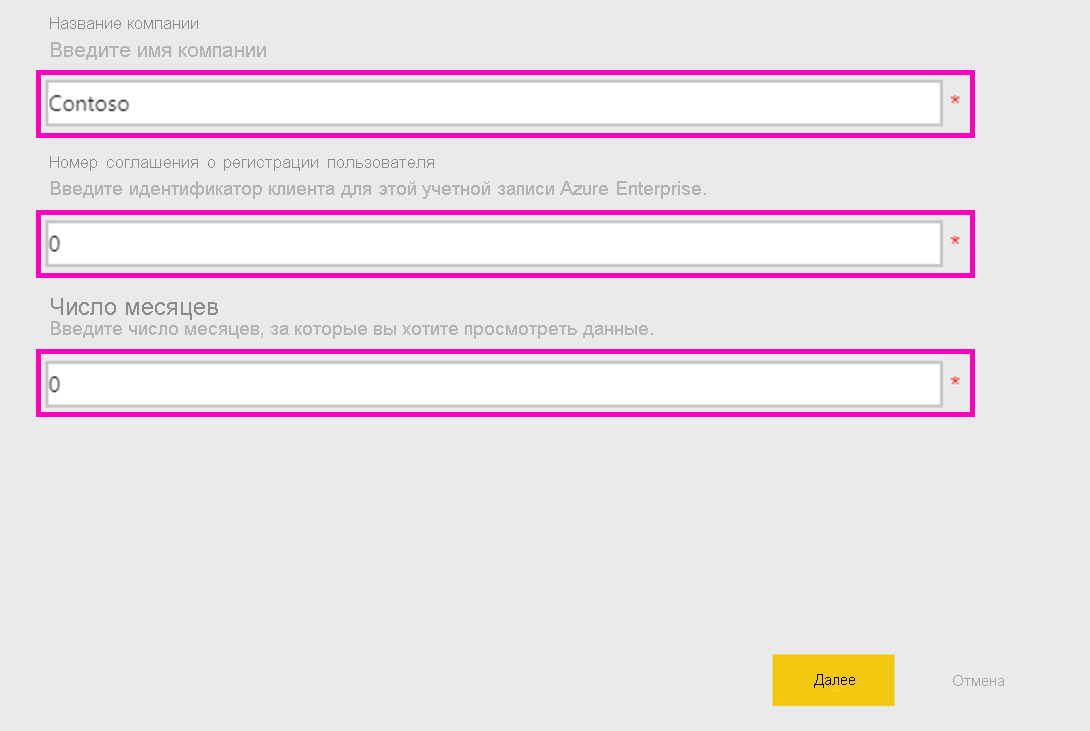 Название компании
Введите имя компании
Contoso *
Номер соглашения о регистрации пользователя
Введите идентификатор клиента для этой учетной записи Azure Enterprise.
0 *
Число месяцев
Введите число месяцев, за которые вы хотите просмотреть данные.
0 *
Далее Отмена